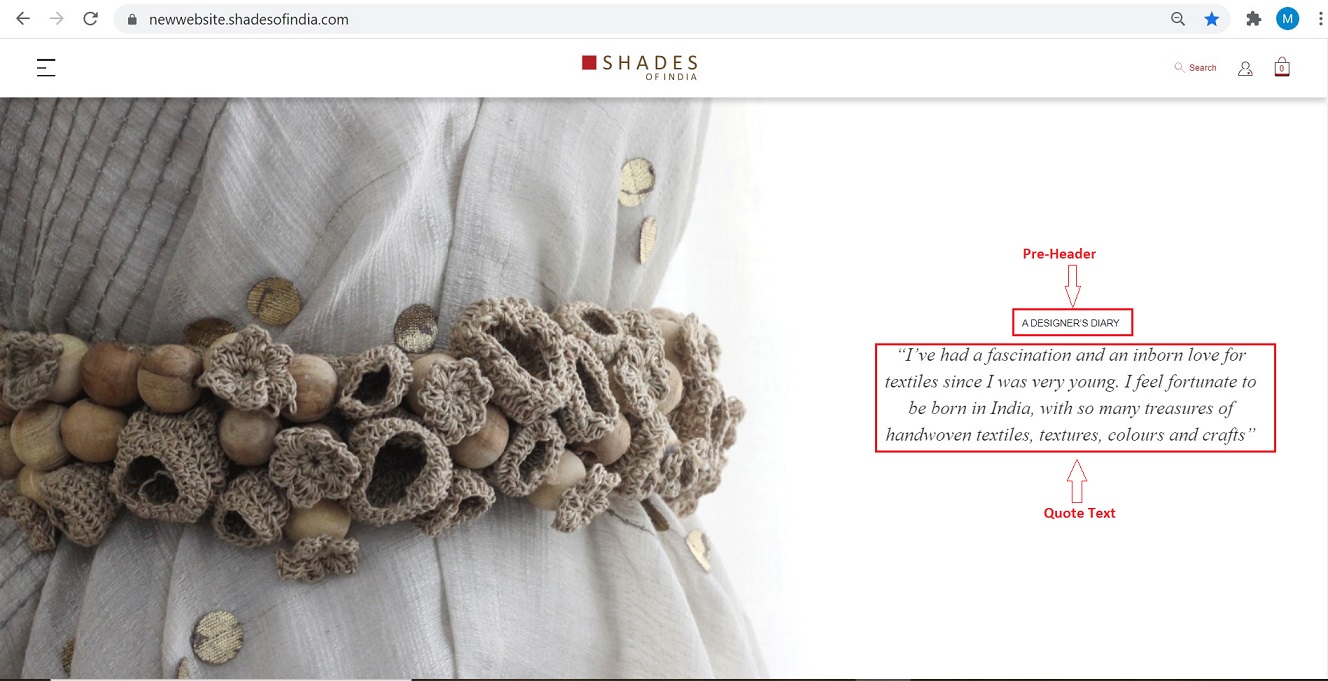 newwebsite.shadesofindia.com
M
SHADES
OF INDIA
Search
0
Pre-Header
A DESIGNER'S DIARY
“I’ve had a fascination and an inborn love for
textiles since I was very young. I feel fortunate to
be born in India, with so many treasures of
handwoven textiles, textures, colours and crafts”
Quote Text